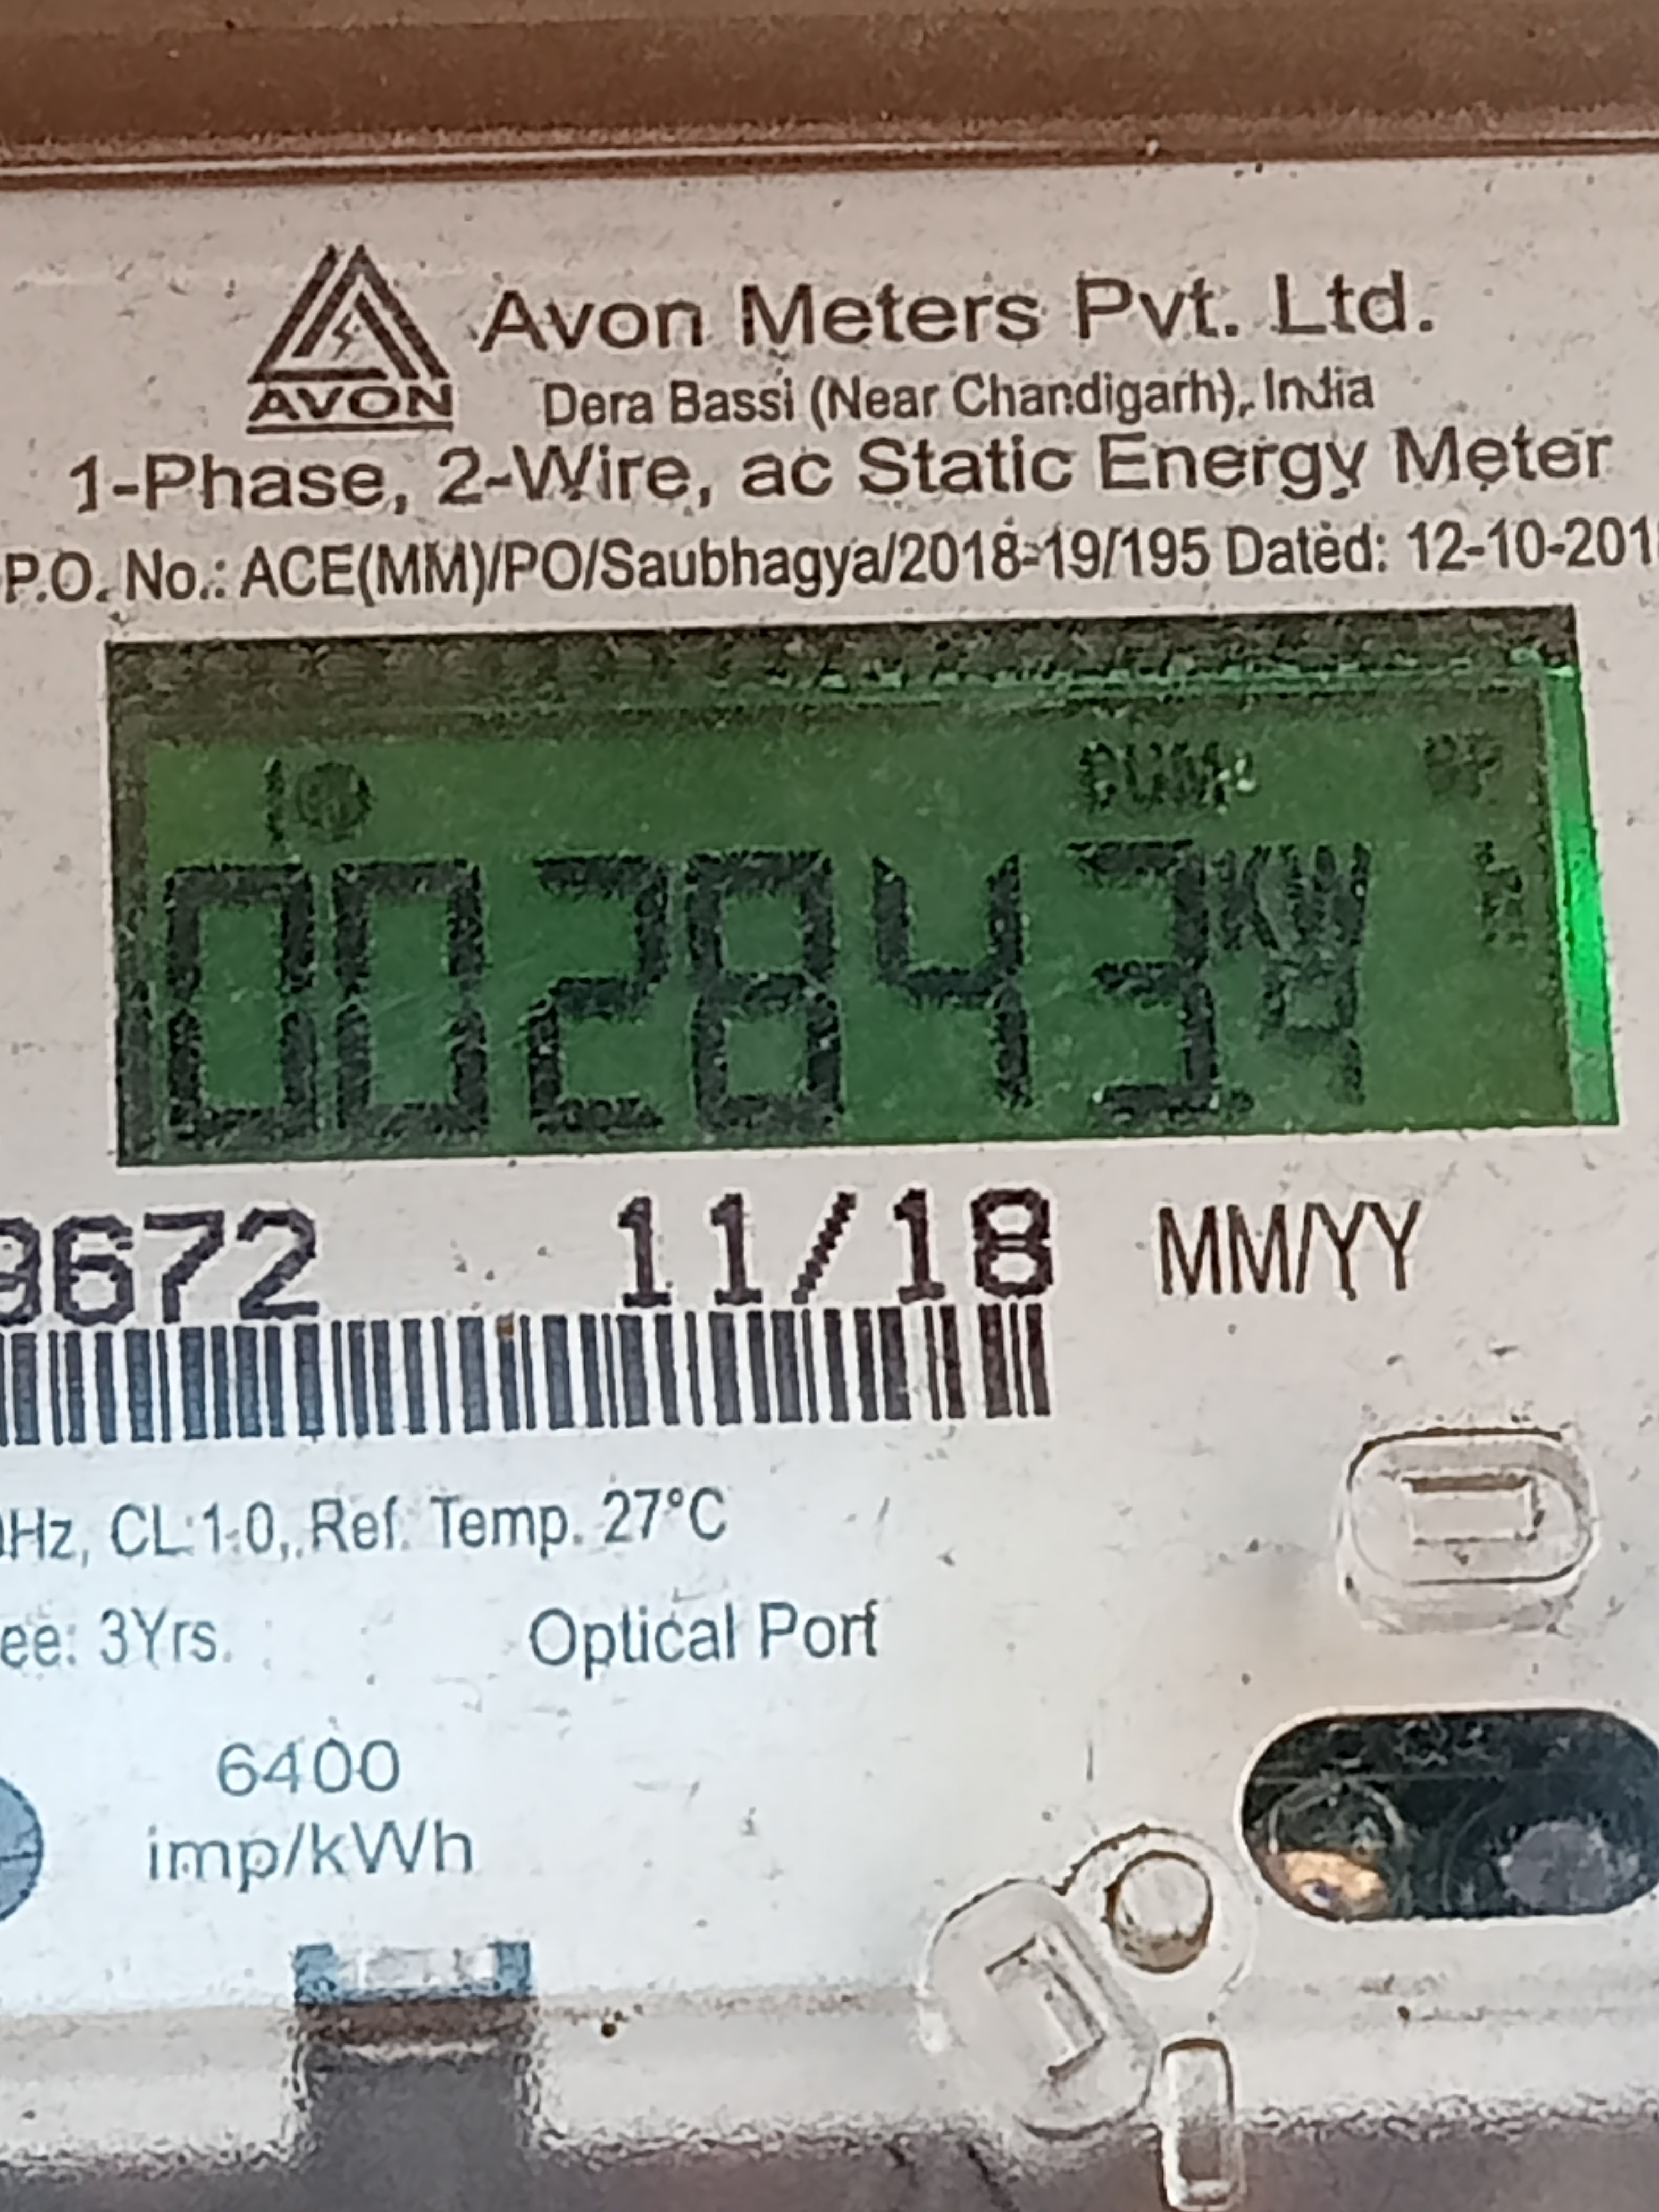 AVON
Avon Meters Pvt. Ltd.
Dera Bassi (Near Chandigarh), India
1-Phase, 2-Wire, ac Static Energy Meter
P.O. No.: ACE(MM)/PO/Saubhagya/2018-19/195 Dated: 12-10-201
CUM
002843 KWh
9672 11/18 MM/YY
Hz, CL 1.0, Ref. Temp. 27°C
ee: 3Yrs. Optical Port
6400
imp/kWh